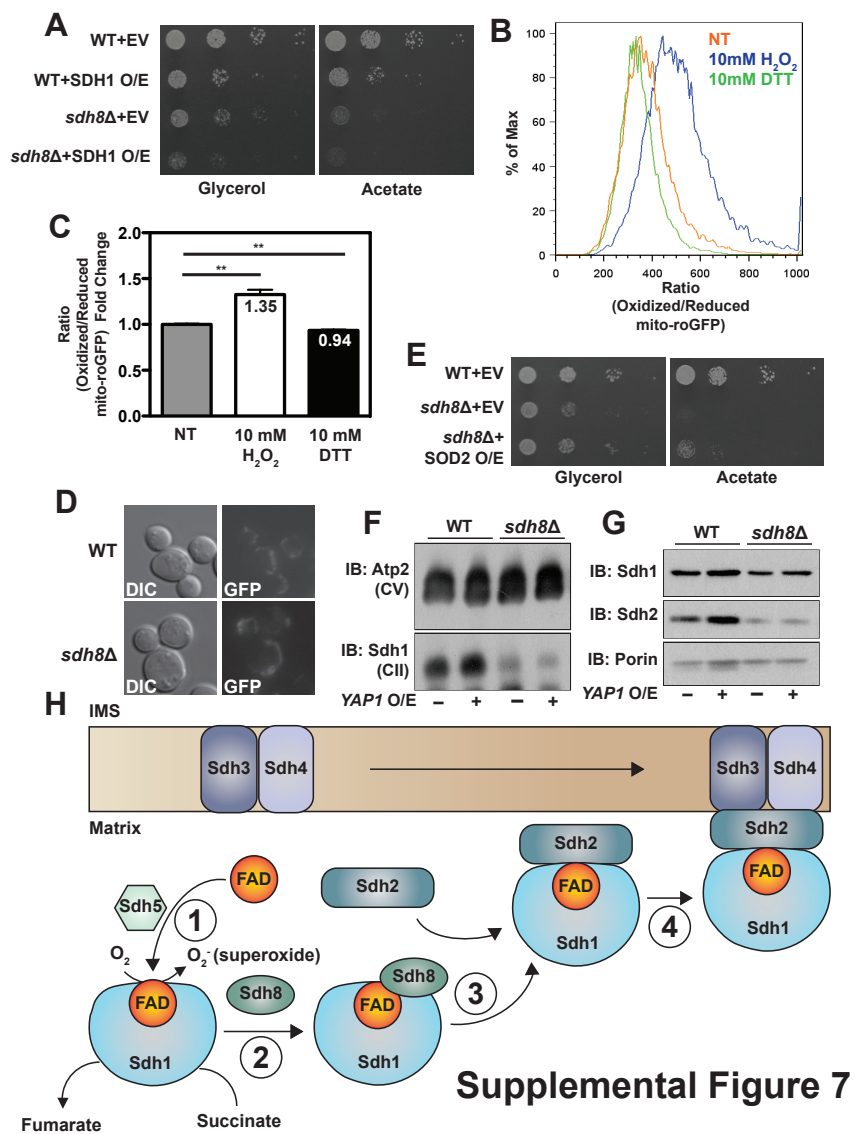 A
WT+EV
WT+SDH1 O/E
sdh8Δ+EV
sdh8Δ+SDH1 O/E
Glycerol
Acetate
B
NT
10mM H₂O₂
10mM DTT
% of Max
100
80
60
40
20
0
0
200
400
600
800
1000
Ratio
(Oxidized/Reduced
mito-roGFP)
C
Ratio
(Oxidized/Reduced
mito-roGFP) Fold Change
2.0
1.5
1.0
0.5
0.0
**
**
1.35
0.94
NT
10 mM
H₂O₂
10 mM
DTT
D
WT
sdh8Δ
DIC
GFP
DIC
GFP
E
WT+EV
sdh8Δ+EV
sdh8Δ+
SOD2 O/E
Glycerol
Acetate
F
WT
sdh8Δ
IB: Atp2
(CV)
IB: Sdh1
(CII)
YAP1 O/E
– + – +
G
WT
sdh8Δ
IB: Sdh1
IB: Sdh2
IB: Porin
YAP1 O/E
– + – +
H
IMS
Sdh3
Sdh4
Sdh3
Sdh4
Matrix
Sdh2
FAD
Sdh1
Sdh5
1
FAD
O₂
O₂⁻ (superoxide)
FAD
Sdh1
Sdh8
2
Fumarate
Succinate
Sdh8
FAD
Sdh1
3
Sdh2
Sdh2
FAD
Sdh1
4
Supplemental Figure 7